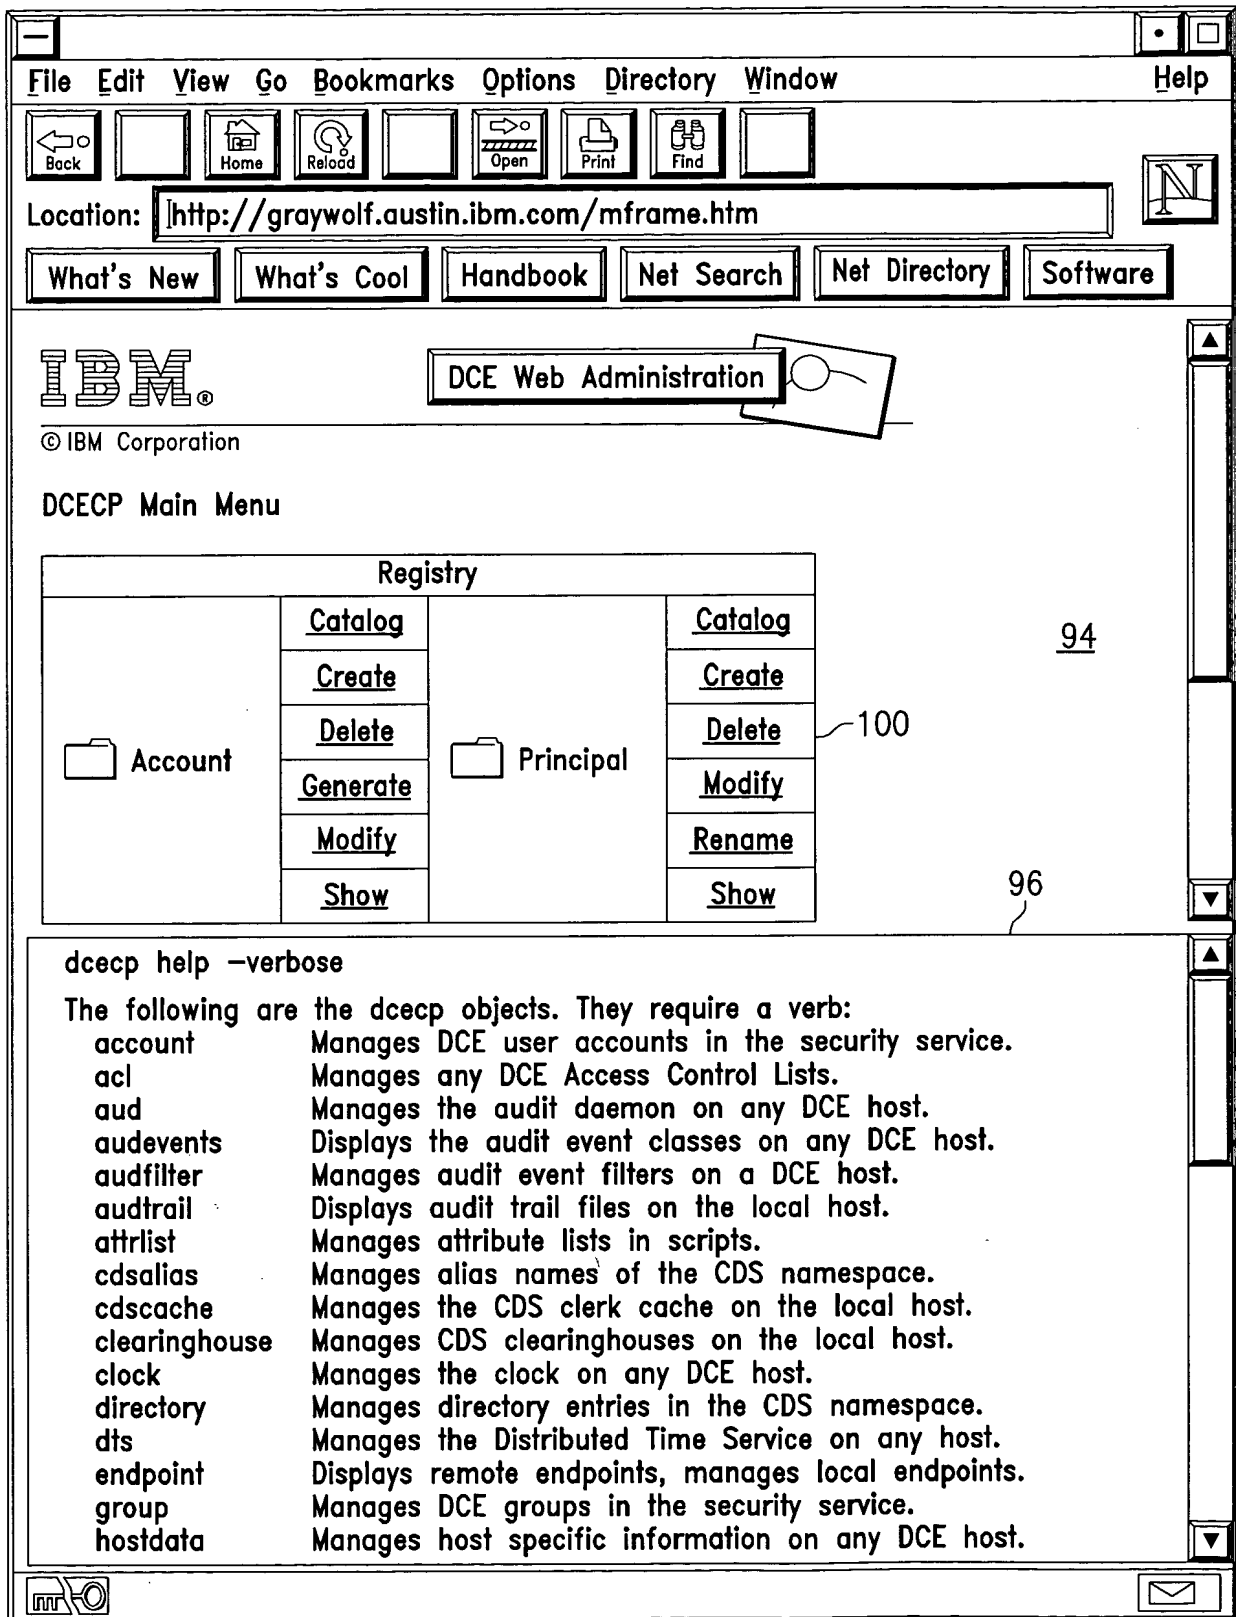 File Edit View Go Bookmarks Options Directory Window Help
Back Home Reload Open Print Find
N
Location: http://graywolf.austin.ibm.com/mframe.htm
What's New What's Cool Handbook Net Search Net Directory Software
IBM®
DCE Web Administration
© IBM Corporation
DCECP Main Menu
Registry
Account
Catalog
Create
Delete
Generate
Modify
Show
Principal
Catalog
Create
Delete
Modify
Rename
Show
94
100
96
dcecp help -verbose
The following are the dcecp objects. They require a verb:
account Manages DCE user accounts in the security service.
acl Manages any DCE Access Control Lists.
aud Manages the audit daemon on any DCE host.
audevents Displays the audit event classes on any DCE host.
audfilter Manages audit event filters on a DCE host.
audtrail Displays audit trail files on the local host.
attrlist Manages attribute lists in scripts.
cdsalias Manages alias names of the CDS namespace.
cdscache Manages the CDS clerk cache on the local host.
clearinghouse Manages CDS clearinghouses on the local host.
clock Manages the clock on any DCE host.
directory Manages directory entries in the CDS namespace.
dts Manages the Distributed Time Service on any host.
endpoint Displays remote endpoints, manages local endpoints.
group Manages DCE groups in the security service.
hostdata Manages host specific information on any DCE host.